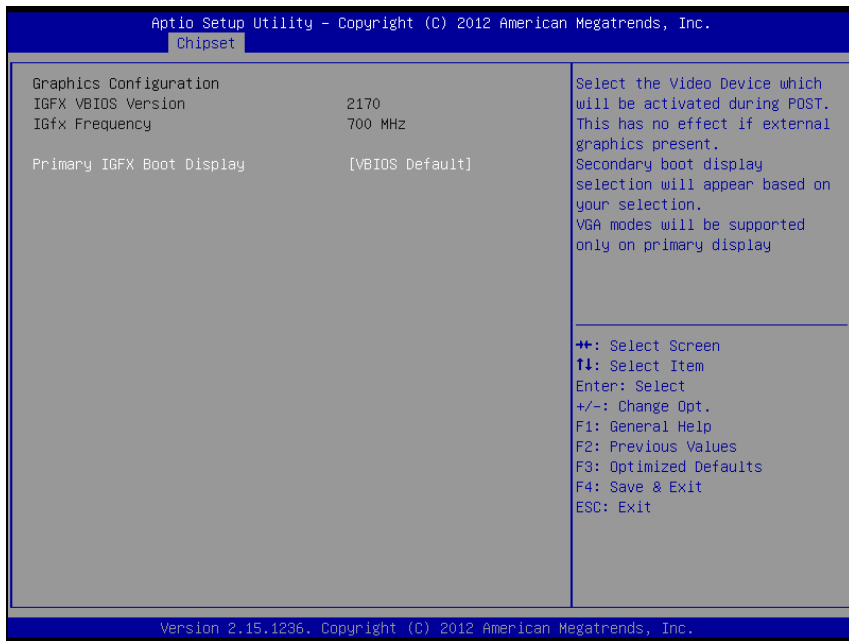 Aptio Setup Utility – Copyright (C) 2012 American Megatrends, Inc.
Chipset
Graphics Configuration
IGFX VBIOS Version 2170
IGfx Frequency 700 MHz
Primary IGFX Boot Display [VBIOS Default]
Select the Video Device which
will be activated during POST.
This has no effect if external
graphics present.
Secondary boot display
selection will appear based on
your selection.
VGA modes will be supported
only on primary display
→←: Select Screen
↑↓: Select Item
Enter: Select
+/-: Change Opt.
F1: General Help
F2: Previous Values
F3: Optimized Defaults
F4: Save & Exit
ESC: Exit
Version 2.15.1236. Copyright (C) 2012 American Megatrends, Inc.